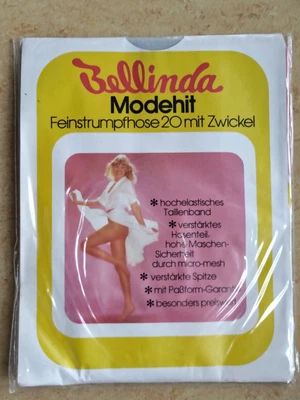 Bellinda
Modehit
Feinstrumpfhose 20 mit Zwickel
* hochelastisches
Taillenband
* verstärktes
Hosenteil,
hohe Maschen-
Sicherheit
durch micro-mesh
* verstärkte Spitze
* mit Paßform-Garantie
* besonders preiswert